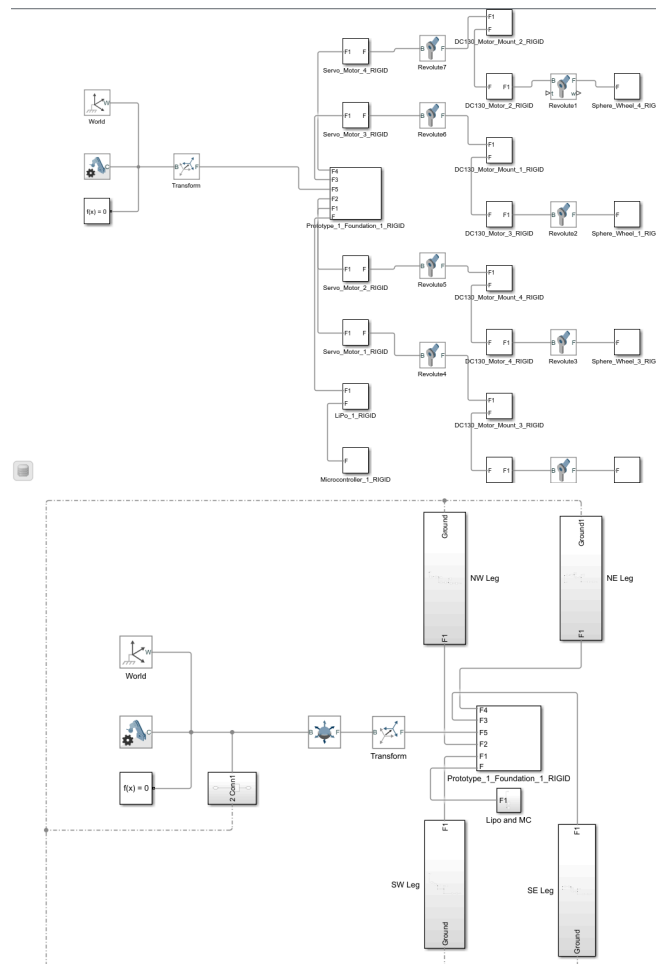 F1
F
DC130_Motor_Mount_2_RIGID
F1 F
Servo_Motor_4_RIGID
B F
Revolute7
W
World
F F1
DC130_Motor_2_RIGID
B F
t w
Revolute1
F
Sphere_Wheel_4_RIG
F1 F
Servo_Motor_3_RIGID
B F
Revolute6
F1
F
DC130_Motor_Mount_1_RIGID
C
B F
Transform
F4
F3
F5
F2
F1
F
Prototype_1_Foundation_1_RIGID
f(x) = 0
F F1
DC130_Motor_3_RIGID
B F
Revolute2
F
Sphere_Wheel_1_RIG
F1 F
Servo_Motor_2_RIGID
B F
Revolute5
F1
F
DC130_Motor_Mount_4_RIGID
F1 F
Servo_Motor_1_RIGID
B F
Revolute4
F F1
DC130_Motor_4_RIGID
B F
Revolute3
F
Sphere_Wheel_3_RIG
F1
F
LiPo_1_RIGID
F1
F
DC130_Motor_Mount_3_RIGID
F
Microcontroller_1_RIGID
F F1
B F
F
Ground
F1
NW Leg
Ground1
F1
NE Leg
W
World
C
f(x) = 0
2 Conn1
B F
B F
Transform
F4
F3
F5
F2
F1
F
Prototype_1_Foundation_1_RIGID
F1
Lipo and MC
F1
Ground
SW Leg
F1
Ground
SE Leg